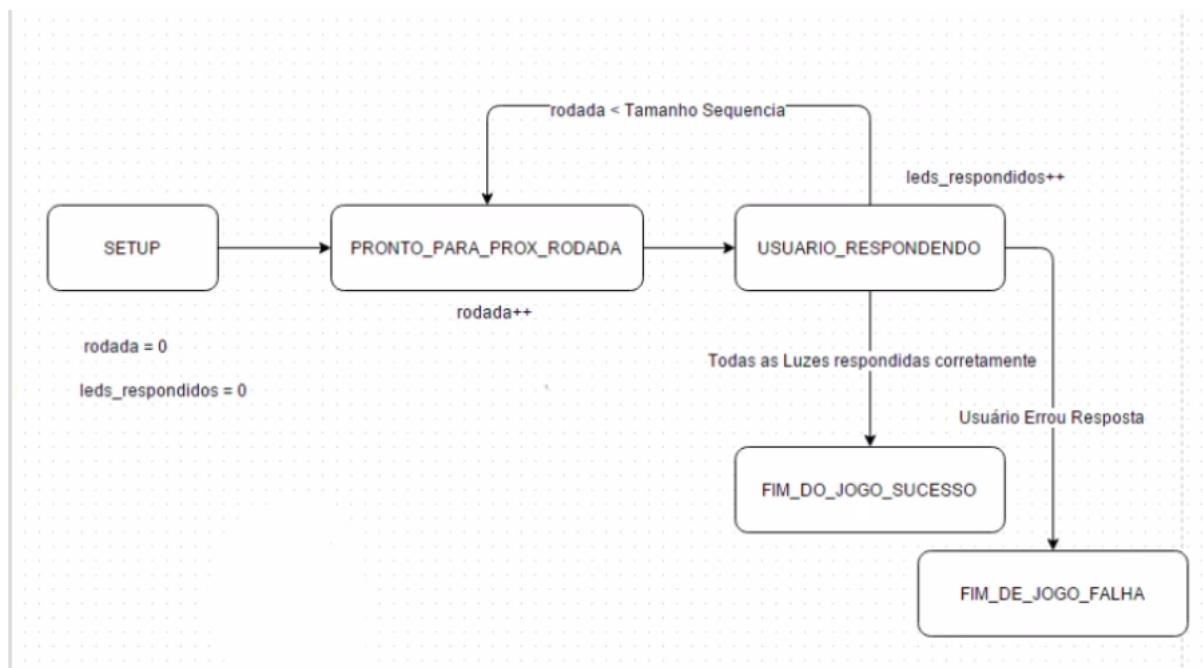 rodada < Tamanho Sequencia
leds_respondidos++
SETUP
PRONTO_PARA_PROX_RODADA
USUARIO_RESPONDENDO
rodada++
rodada = 0
leds_respondidos = 0
Todas as Luzes respondidas corretamente
Usuário Errou Resposta
FIM_DO_JOGO_SUCESSO
FIM_DE_JOGO_FALHA